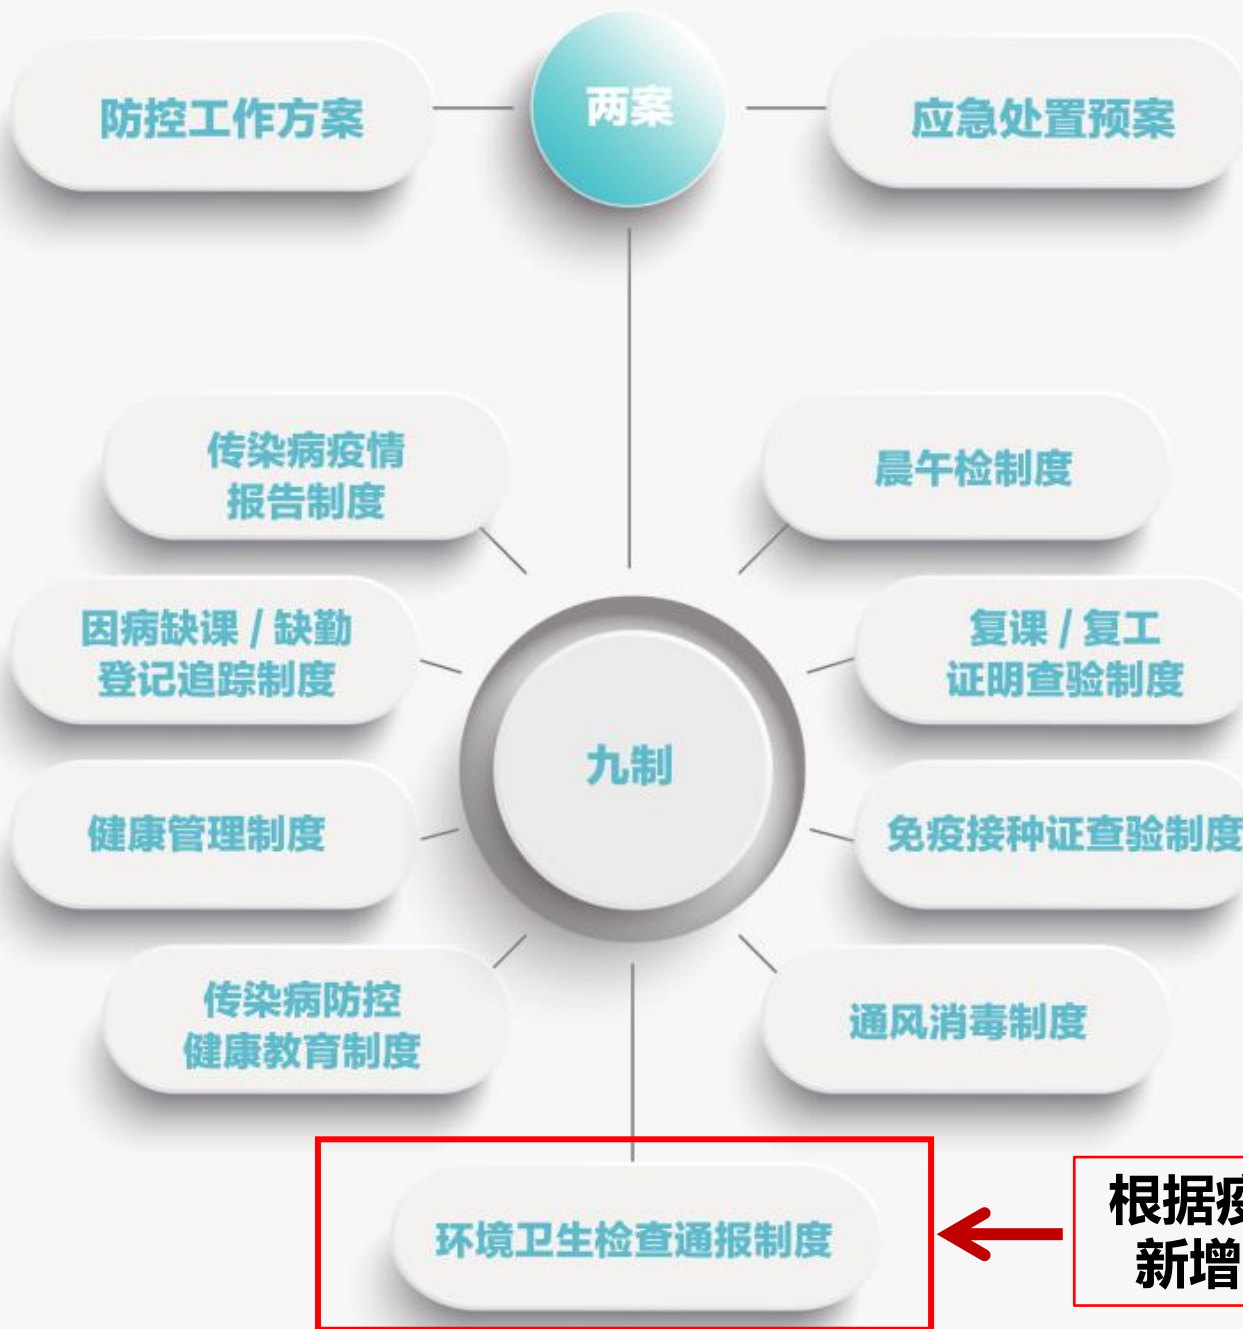 防控工作方案
两案
应急处置预案
传染病疫情
报告制度
晨午检制度
因病缺课 / 缺勤
登记追踪制度
复课 / 复工
证明查验制度
九制
健康管理制度
免疫接种证查验制度
传染病防控
健康教育制度
通风消毒制度
环境卫生检查通报制度
根据疫
新增